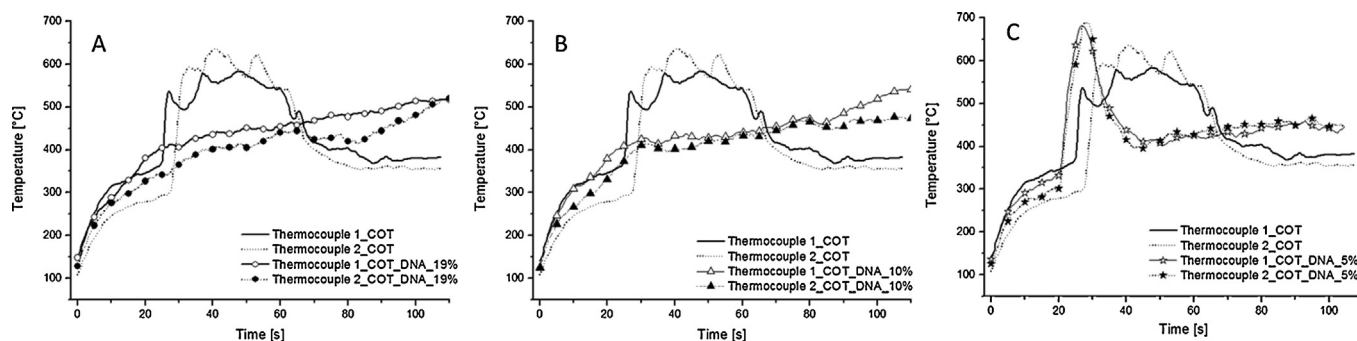 A
Temperature [°C]
700
600
500
400
300
200
100
0
20
40
60
80
100
Time [s]
Thermocouple 1_COT
Thermocouple 2_COT
Thermocouple 1_COT_DNA_19%
Thermocouple 2_COT_DNA_19%
B
Temperature [°C]
700
600
500
400
300
200
100
0
20
40
60
80
100
Time [s]
Thermocouple 1_COT
Thermocouple 2_COT
Thermocouple 1_COT_DNA_10%
Thermocouple 2_COT_DNA_10%
C
Temperature [°C]
700
600
500
400
300
200
100
0
20
40
60
80
100
Time [s]
Thermocouple 1_COT
Thermocouple 2_COT
Thermocouple 1_COT_DNA_5%
Thermocouple 2_COT_DNA_5%